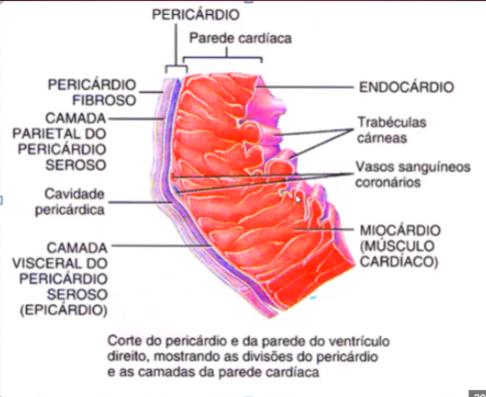 PERICÁRDIO
Parede cardíaca
PERICÁRDIO
FIBROSO
CAMADA
PARIETAL DO
PERICÁRDIO
SEROSO
Cavidade
pericárdica
CAMADA
VISCERAL DO
PERICÁRDIO
SEROSO
(EPICÁRDIO)
ENDOCÁRDIO
Trabéculas
cárneas
Vasos sanguíneos
coronários
MIOCÁRDIO
(MÚSCULO
CARDÍACO)
Corte do pericárdio e da parede do ventrículo
direito, mostrando as divisões do pericárdio
e as camadas da parede cardíaca